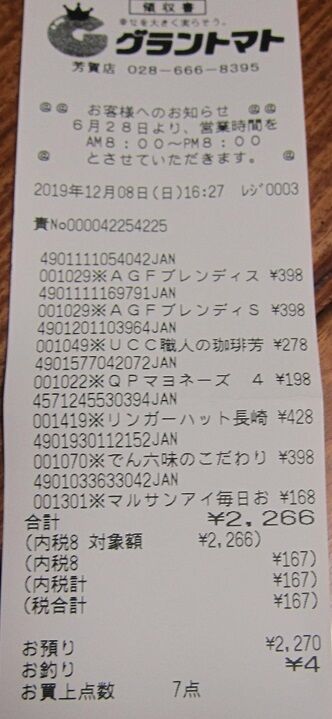 領収書
幸せを大きく実らそう。
グラントマト
芳賀店 028-666-8395
@@ お客様へのお知らせ @@
6月28日より、営業時間を
AM8:00~PM8:00
@ とさせていただきます。 @
2019年12月08日(日)16:27 レジ0003
責No000042254225
4901111054042JAN
001029※AGFブレンディス ¥398
4901111169791JAN
001029※AGFブレンディS ¥398
4901201103964JAN
001049※UCC職人の珈琲芳 ¥278
4901577042072JAN
001022※QPマヨネーズ 4 ¥198
4571245530394JAN
001419※リンガーハット長崎 ¥428
4901930112152JAN
001070※でん六味のこだわり ¥398
4901033633042JAN
001301※マルサンアイ毎日お ¥168
合計 ¥2,266
(内税8 対象額 ¥2,266)
(内税8 ¥167)
(内税計 ¥167)
(税合計 ¥167)
お預り ¥2,270
お釣り ¥4
お買上点数 7点